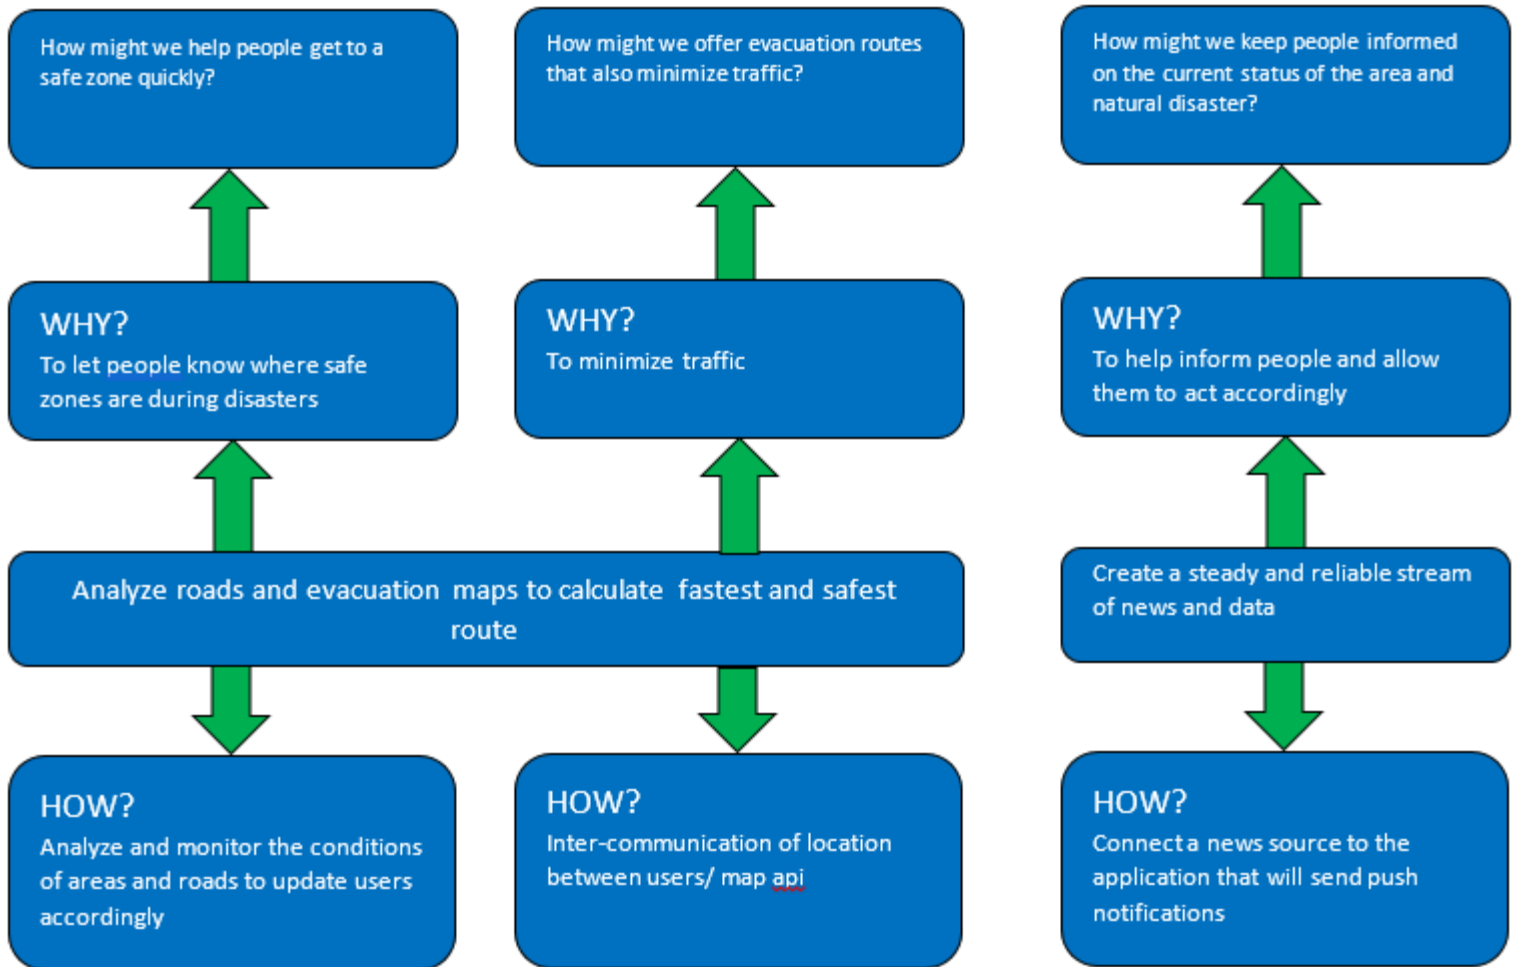 How might we help people get to a
safe zone quickly?
How might we offer evacuation routes
that also minimize traffic?
How might we keep people informed
on the current status of the area and
natural disaster?
WHY?
To let people know where safe
zones are during disasters
WHY?
To minimize traffic
WHY?
To help inform people and allow
them to act accordingly
Analyze roads and evacuation maps to calculate fastest and safest
route
Create a steady and reliable stream
of news and data
HOW?
Analyze and monitor the conditions
of areas and roads to update users
accordingly
HOW?
Inter-communication of location
between users/ map api
HOW?
Connect a news source to the
application that will send push
notifications